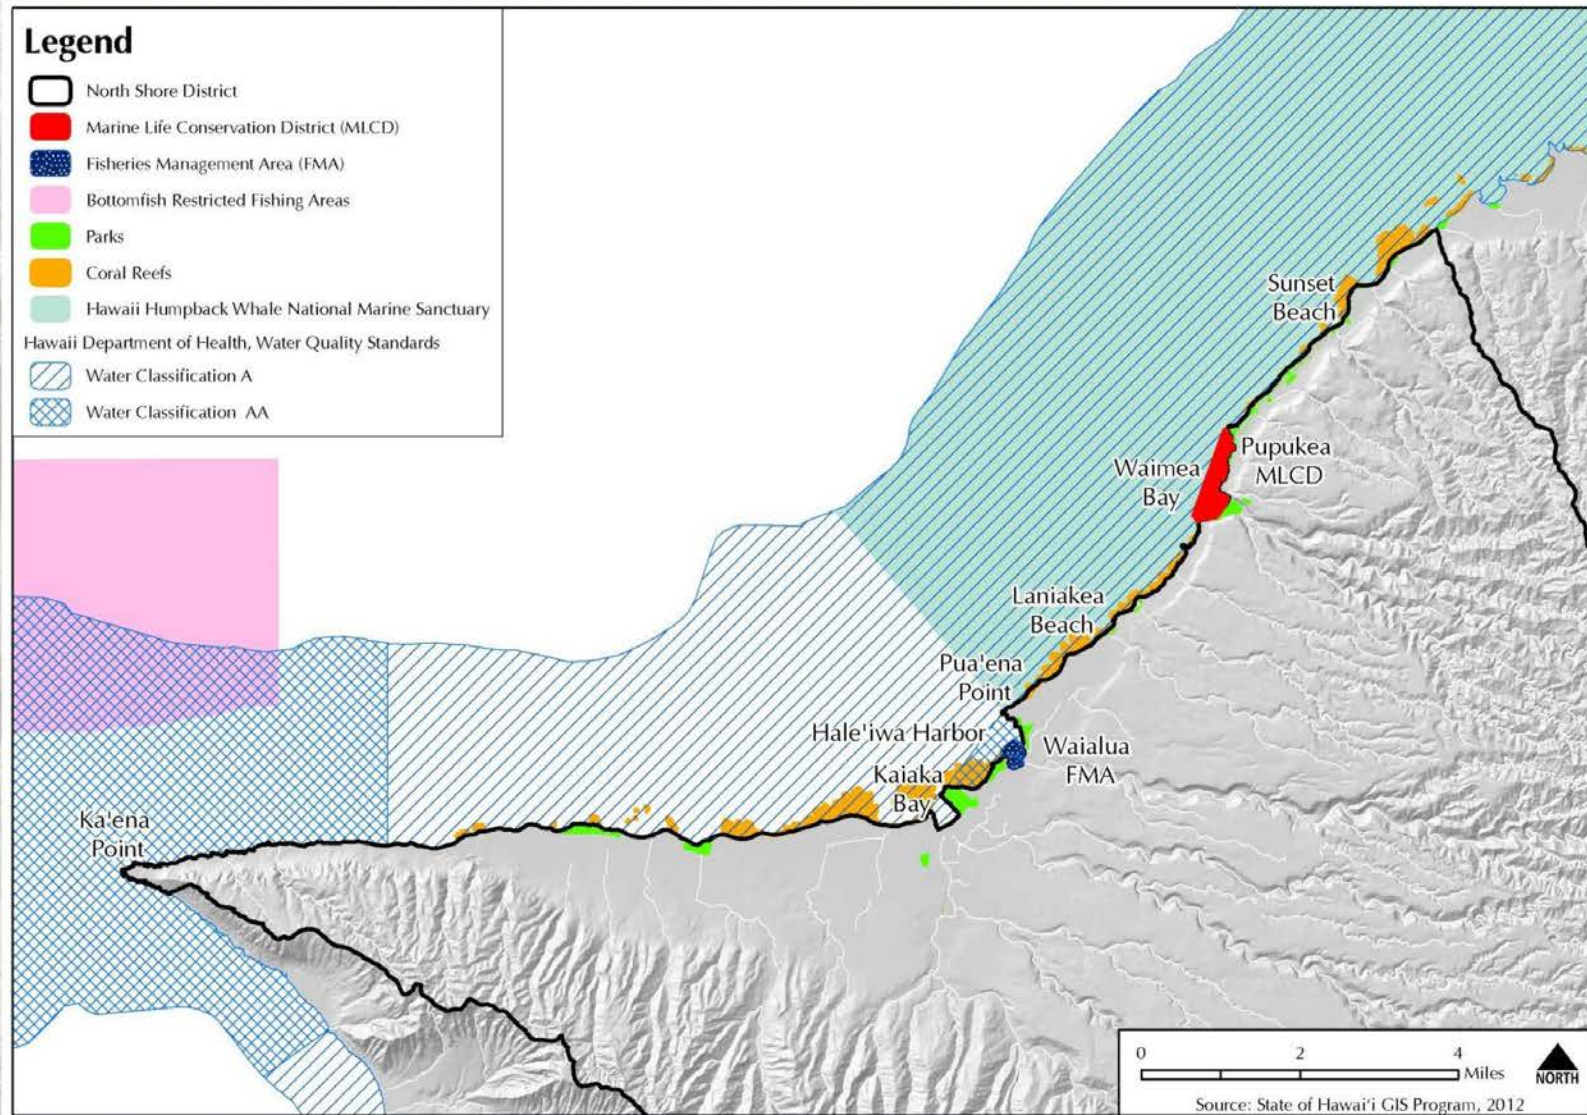 Legend
North Shore District
Marine Life Conservation District (MLCD)
Fisheries Management Area (FMA)
Bottomfish Restricted Fishing Areas
Parks
Coral Reefs
Hawaii Humpback Whale National Marine Sanctuary
Hawaii Department of Health, Water Quality Standards
Water Classification A
Water Classification AA
Sunset
Beach
Pupukea
MLCD
Waimea
Bay
Laniakea
Beach
Pua'ena
Point
Hale'iwa Harbor
Waialua
FMA
Kaiaka
Bay
Ka'ena
Point
0 2 4
Miles
NORTH
Source: State of Hawai'i GIS Program, 2012